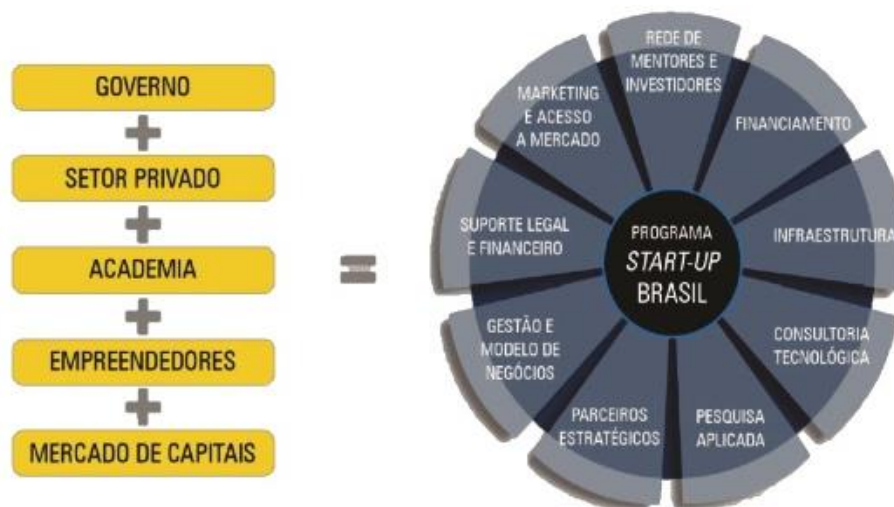 GOVERNO
+
SETOR PRIVADO
+
ACADEMIA
+
EMPREENDEDORES
+
MERCADO DE CAPITAIS
=
PROGRAMA
START-UP
BRASIL
REDE DE
MENTORES E
INVESTIDORES
FINANCIAMENTO
INFRAESTRUTURA
CONSULTORIA
TECNOLÓGICA
PESQUISA
APLICADA
PARCEIROS
ESTRATÉGICOS
GESTÃO E
MODELO DE
NEGÓCIOS
SUPORTE LEGAL
E FINANCEIRO
MARKETING
E ACESSO
A MERCADO